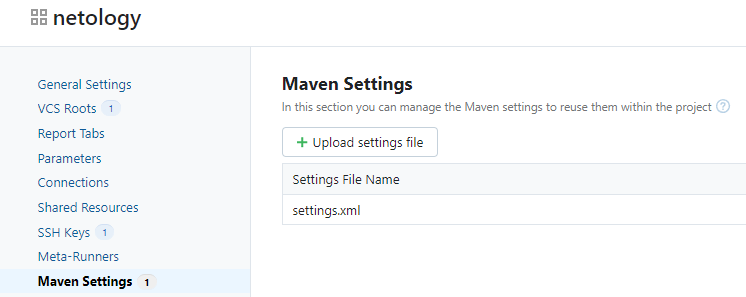 netology
General Settings
VCS Roots 1
Report Tabs
Parameters
Connections
Shared Resources
SSH Keys 1
Meta-Runners
Maven Settings 1
Maven Settings
In this section you can manage the Maven settings to reuse them within the project ?
+ Upload settings file
Settings File Name
settings.xml